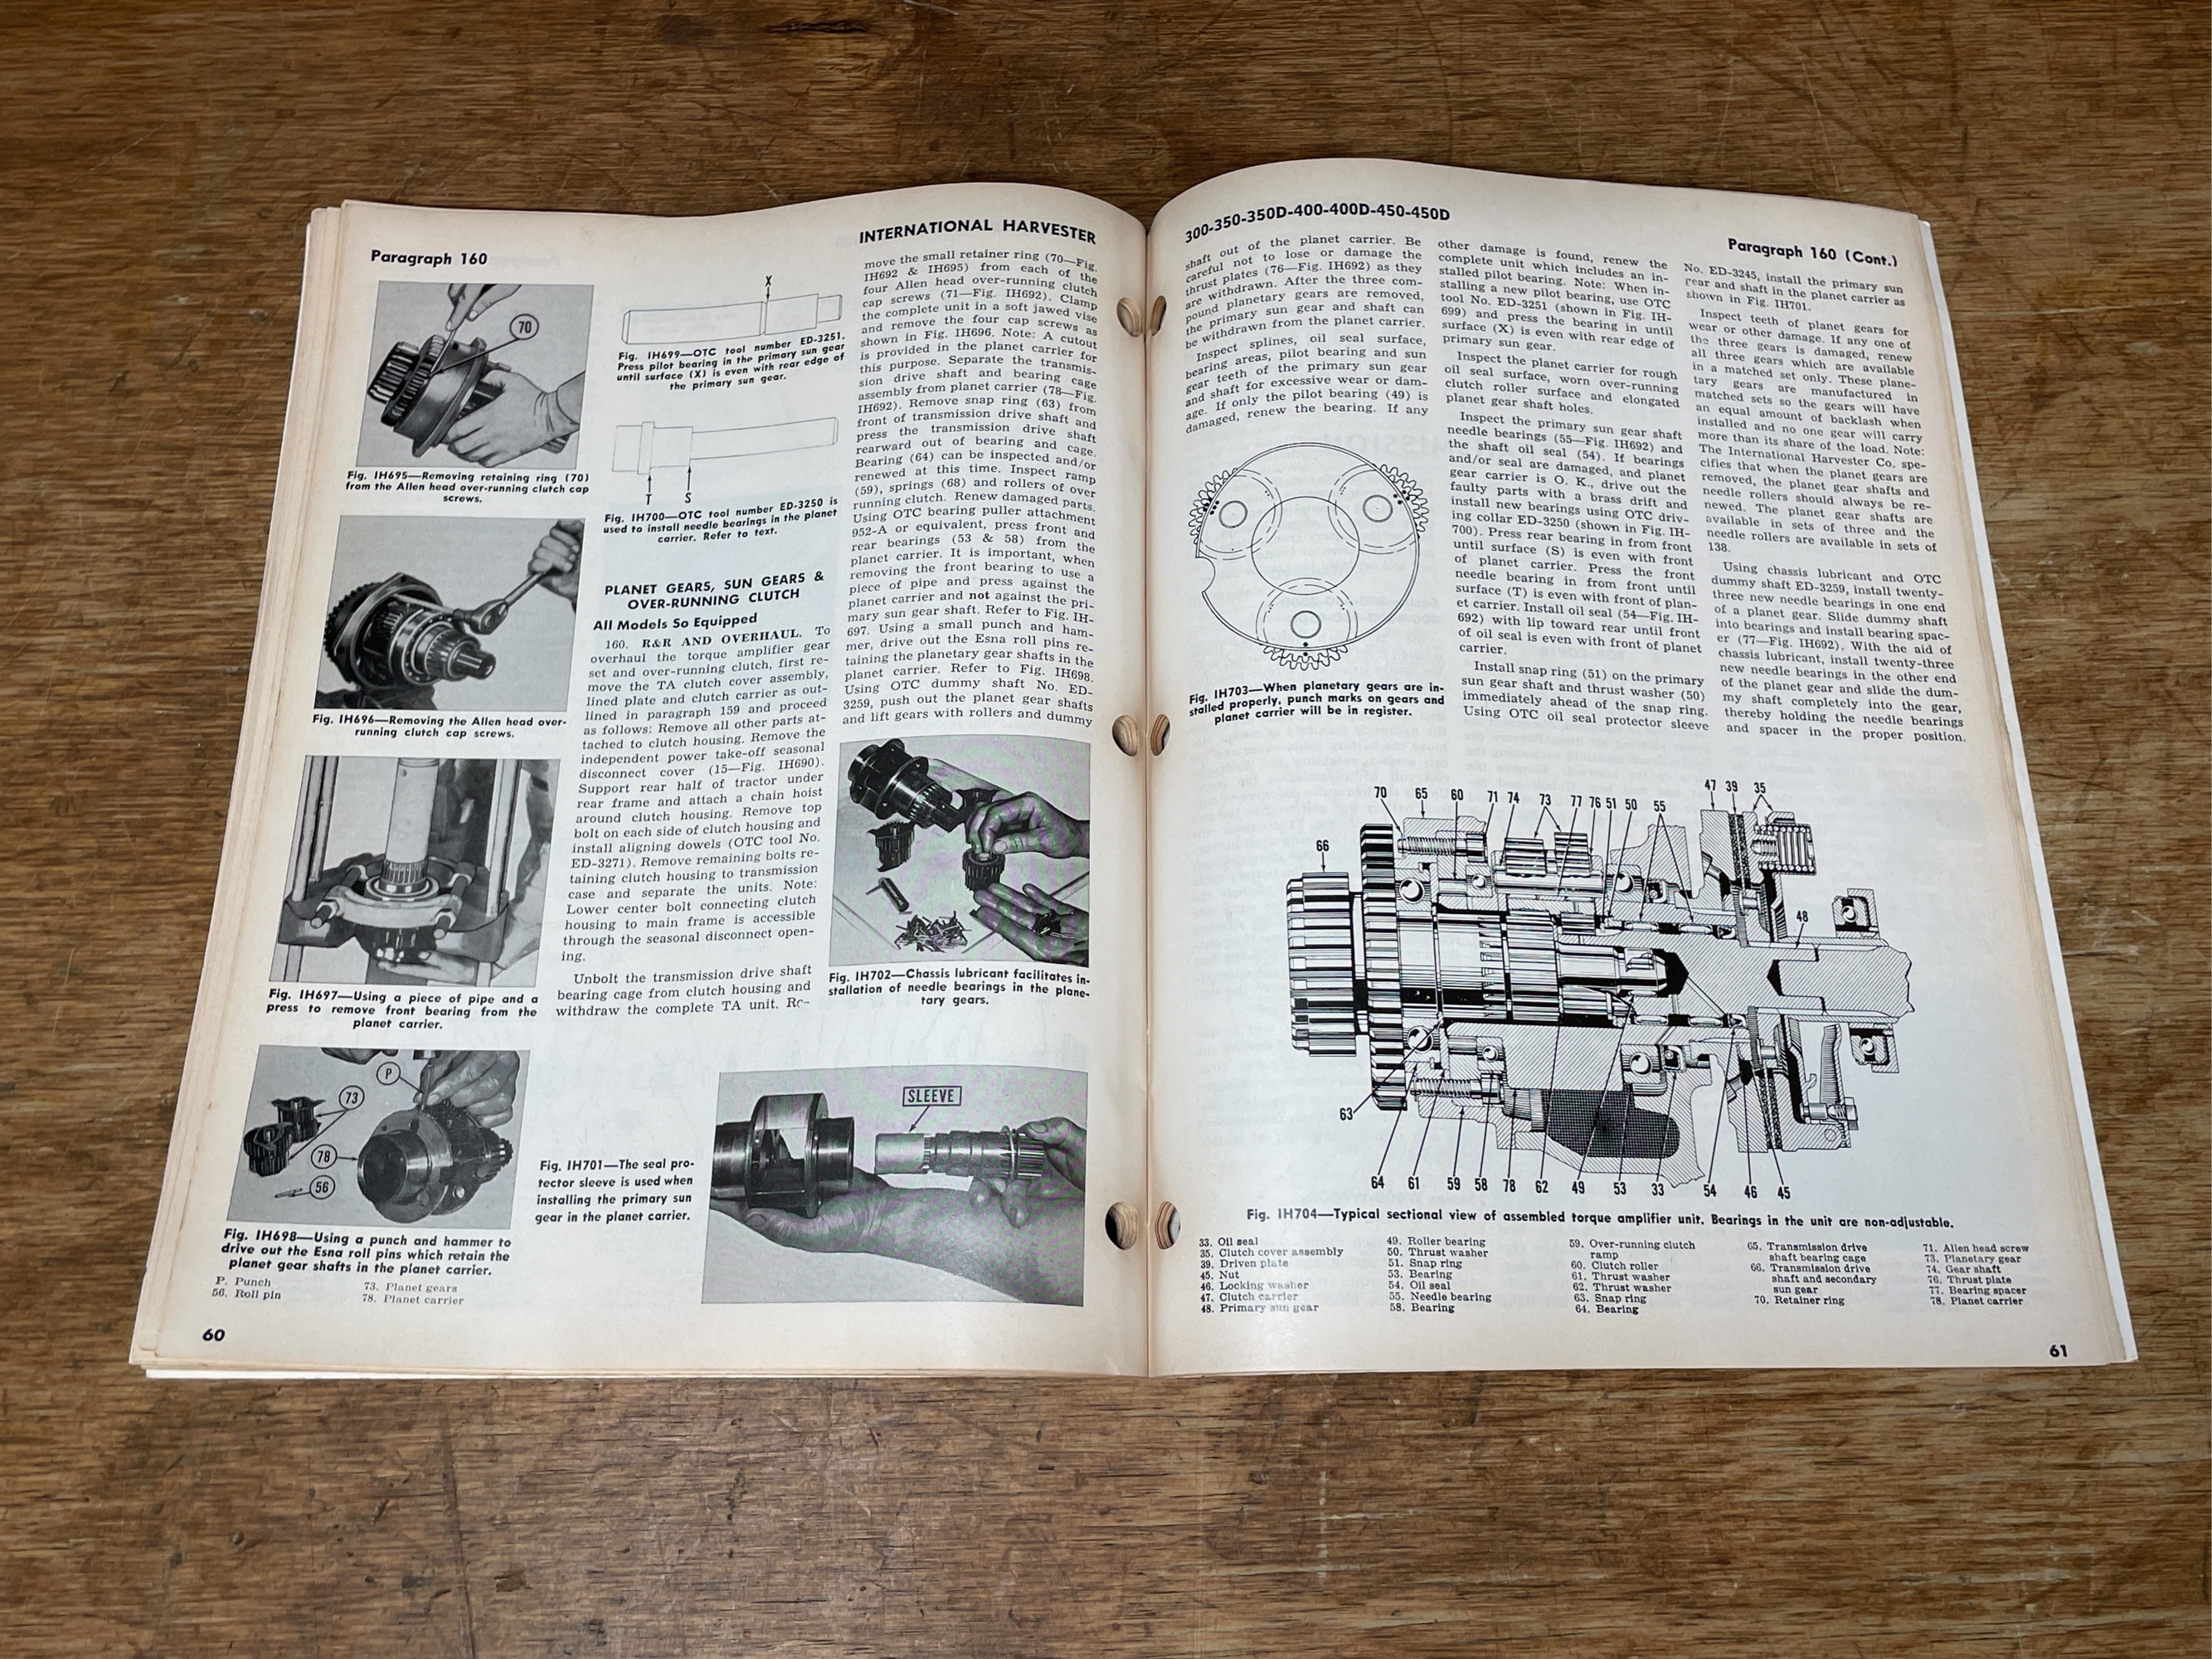 Paragraph 160
INTERNATIONAL HARVESTER
70
Fig. IH695—Removing retaining ring (70)
from the Allen head over-running clutch cap
screws.
Fig. IH696—Removing the Allen head over-
running clutch cap screws.
Fig. IH697—Using a piece of pipe and a
press to remove front bearing from the
planet carrier.
P
73
78
56
Fig. IH698—Using a punch and hammer to
drive out the Esna roll pins which retain the
planet gear shafts in the planet carrier.
P. Punch
56. Roll pin
73. Planet gears
78. Planet carrier
X
Fig. IH699—OTC tool number ED-3251.
Press pilot bearing in the primary sun gear
until surface (X) is even with rear edge of
the primary sun gear.
T
S
Fig. IH700—OTC tool number ED-3250 is
used to install needle bearings in the planet
carrier. Refer to text.
PLANET GEARS, SUN GEARS &
OVER-RUNNING CLUTCH
All Models So Equipped
160. R&R AND OVERHAUL. To
overhaul the torque amplifier gear
set and over-running clutch, first re-
move the TA clutch cover assembly,
lined plate and clutch carrier as out-
lined in paragraph 159 and proceed
as follows: Remove all other parts at-
tached to clutch housing. Remove the
independent power take-off seasonal
disconnect cover (15—Fig. IH690).
Support rear half of tractor under
rear frame and attach a chain hoist
around clutch housing. Remove top
bolt on each side of clutch housing and
install aligning dowels (OTC tool No.
ED-3271). Remove remaining bolts re-
taining clutch housing to transmission
case and separate the units. Note:
Lower center bolt connecting clutch
housing to main frame is accessible
through the seasonal disconnect open-
ing.
Unbolt the transmission drive shaft
bearing cage from clutch housing and
withdraw the complete TA unit. Re-
move the small retainer ring (70—Fig.
IH692 & IH695) from each of the
four Allen head over-running clutch
cap screws (71—Fig. IH692). Clamp
the complete unit in a soft jawed vise
and remove the four cap screws as
shown in Fig. IH696. Note: A cutout
is provided in the planet carrier for
this purpose. Separate the transmis-
sion drive shaft and bearing cage
assembly from planet carrier (78—Fig.
IH692). Remove snap ring (63) from
front of transmission drive shaft and
press the transmission drive shaft
rearward out of bearing and cage.
Bearing (64) can be inspected and/or
renewed at this time. Inspect ramp
(59), springs (68) and rollers of over
running clutch. Renew damaged parts.
Using OTC bearing puller attachment
952-A or equivalent, press front and
rear bearings (53 & 58) from the
planet carrier. It is important, when
removing the front bearing to use a
piece of pipe and press against the
planet carrier and not against the pri-
mary sun gear shaft. Refer to Fig. IH-
697. Using a small punch and ham-
mer, drive out the Esna roll pins re-
taining the planetary gear shafts in the
planet carrier. Refer to Fig. IH698.
Using OTC dummy shaft No. ED-
3259, push out the planet gear shafts
and lift gears with rollers and dummy
Fig. IH702—Chassis lubricant facilitates in-
stallation of needle bearings in the plane-
tary gears.
Fig. IH701—The seal pro-
tector sleeve is used when
installing the primary sun
gear in the planet carrier.
SLEEVE
60
300-350-350D-400-400D-450-450D
Paragraph 160 (Cont.)
shaft out of the planet carrier. Be
careful not to lose or damage the
thrust plates (76—Fig. IH692) as they
are withdrawn. After the three com-
pound planetary gears are removed,
the primary sun gear and shaft can
be withdrawn from the planet carrier.
Inspect splines, oil seal surface,
bearing areas, pilot bearing and sun
gear teeth of the primary sun gear
and shaft for excessive wear or dam-
age. If only the pilot bearing (49) is
damaged, renew the bearing. If any
Fig. IH703—When planetary gears are in-
stalled properly, punch marks on gears and
planet carrier will be in register.
other damage is found, renew the
complete unit which includes an in-
stalled pilot bearing. Note: When in-
stalling a new pilot bearing, use OTC
tool No. ED-3251 (shown in Fig. IH-
699) and press the bearing in until
surface (X) is even with rear edge of
primary sun gear.
Inspect the planet carrier for rough
oil seal surface, worn over-running
clutch roller surface and elongated
planet gear shaft holes.
Inspect the primary sun gear shaft
needle bearings (55—Fig. IH692) and
the shaft oil seal (54). If bearings
and/or seal are damaged, and planet
gear carrier is O. K., drive out the
faulty parts with a brass drift and
install new bearings using OTC driv-
ing collar ED-3250 (shown in Fig. IH-
700). Press rear bearing in from front
until surface (S) is even with front
of planet carrier. Press the front
needle bearing in from front until
surface (T) is even with front of plan-
et carrier. Install oil seal (54—Fig. IH-
692) with lip toward rear until front
of oil seal is even with front of planet
carrier.
Install snap ring (51) on the primary
sun gear shaft and thrust washer (50)
immediately ahead of the snap ring.
Using OTC oil seal protector sleeve
No. ED-3245, install the primary sun
gear and shaft in the planet carrier as
shown in Fig. IH701.
Inspect teeth of planet gears for
wear or other damage. If any one of
the three gears is damaged, renew
all three gears which are available
in a matched set only. These plane-
tary gears are manufactured in
matched sets so the gears will have
an equal amount of backlash when
installed and no one gear will carry
more than its share of the load. Note:
The International Harvester Co. spe-
cifies that when the planet gears are
removed, the planet gear shafts and
needle rollers should always be re-
newed. The planet gear shafts are
available in sets of three and the
needle rollers are available in sets of
138.
Using chassis lubricant and OTC
dummy shaft ED-3259, install twenty-
three new needle bearings in one end
of a planet gear. Slide dummy shaft
into bearings and install bearing spac-
er (77—Fig. IH692). With the aid of
chassis lubricant, install twenty-three
new needle bearings in the other end
of the planet gear and slide the dum-
my shaft completely into the gear,
thereby holding the needle bearings
and spacer in the proper position.
70 65 60 71 74 73 77 76 51 50 55 47 39 35
66
48
63
64 61 59 58 78 62 49 53 33 54 46 45
Fig. IH704—Typical sectional view of assembled torque amplifier unit. Bearings in the unit are non-adjustable.
33. Oil seal
35. Clutch cover assembly
39. Driven plate
45. Nut
46. Locking washer
47. Clutch carrier
48. Primary sun gear
49. Roller bearing
50. Thrust washer
51. Snap ring
53. Bearing
54. Oil seal
55. Needle bearing
58. Bearing
59. Over-running clutch
ramp
60. Clutch roller
61. Thrust washer
62. Thrust washer
63. Snap ring
64. Bearing
65. Transmission drive
shaft bearing cage
66. Transmission drive
shaft and secondary
sun gear
70. Retainer ring
71. Allen head screw
73. Planetary gear
74. Gear shaft
76. Thrust plate
77. Bearing spacer
78. Planet carrier
61